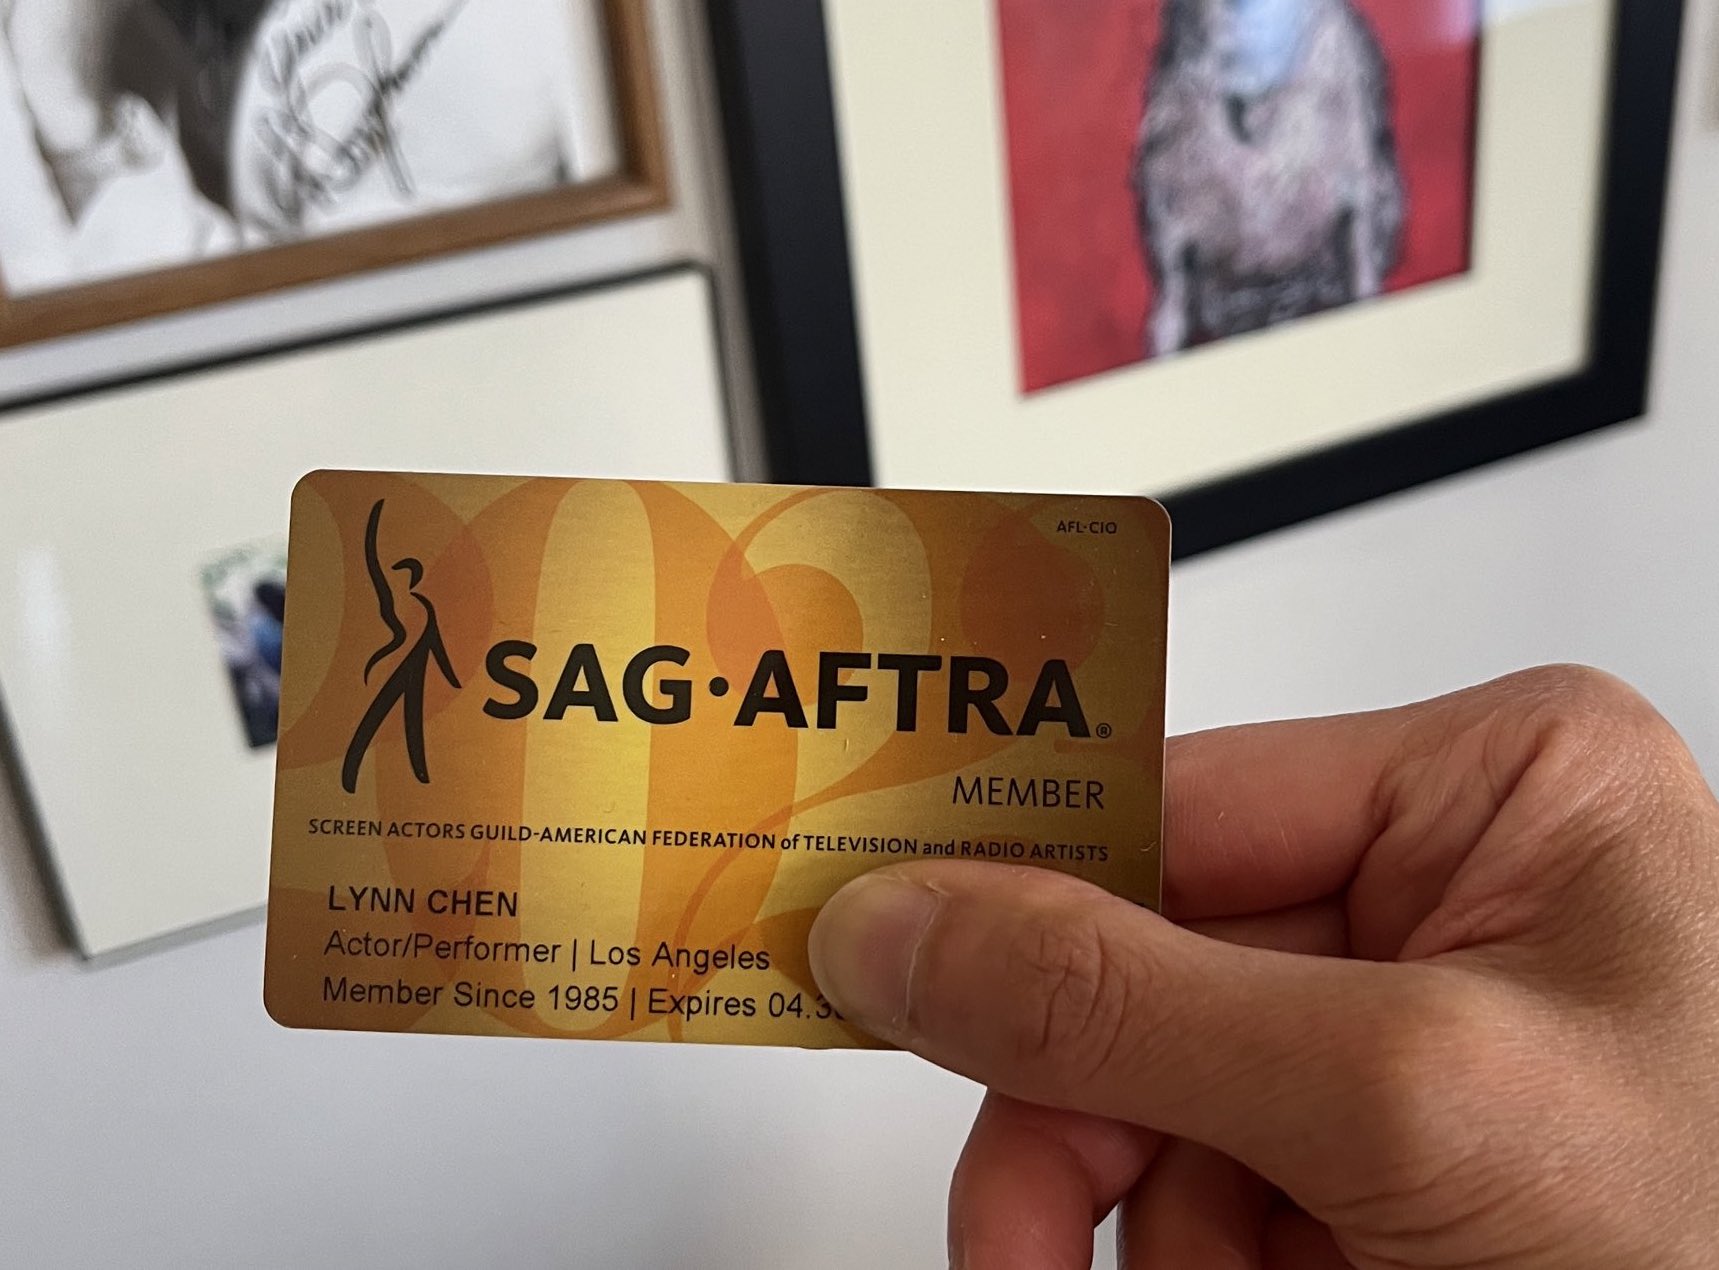 AFL-CIO
SAG·AFTRA®
MEMBER
SCREEN ACTORS GUILD-AMERICAN FEDERATION of TELEVISION and RADIO ARTISTS
LYNN CHEN
Actor/Performer | Los Angeles
Member Since 1985 | Expires